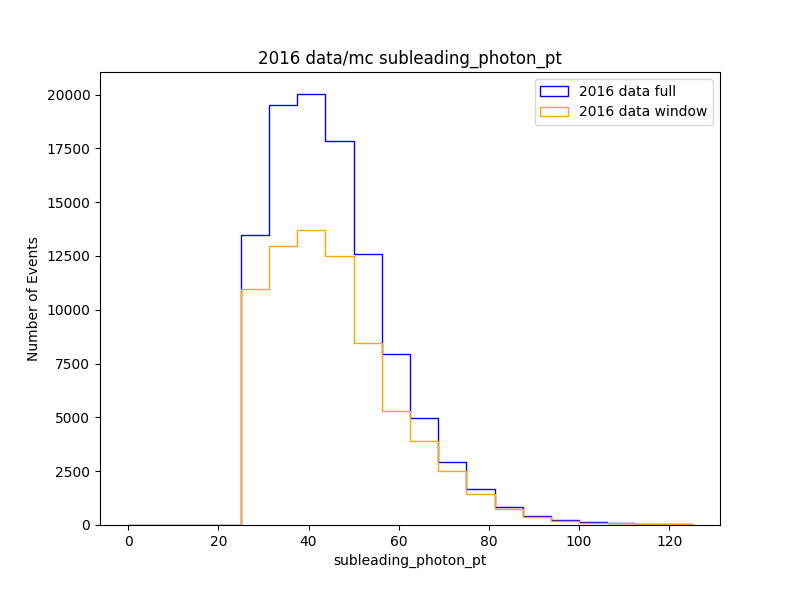 2016 data/mc subleading_photon_pt
2016 data full
2016 data window
Number of Events
20000
17500
15000
12500
10000
7500
5000
2500
0
0 20 40 60 80 100 120
subleading_photon_pt